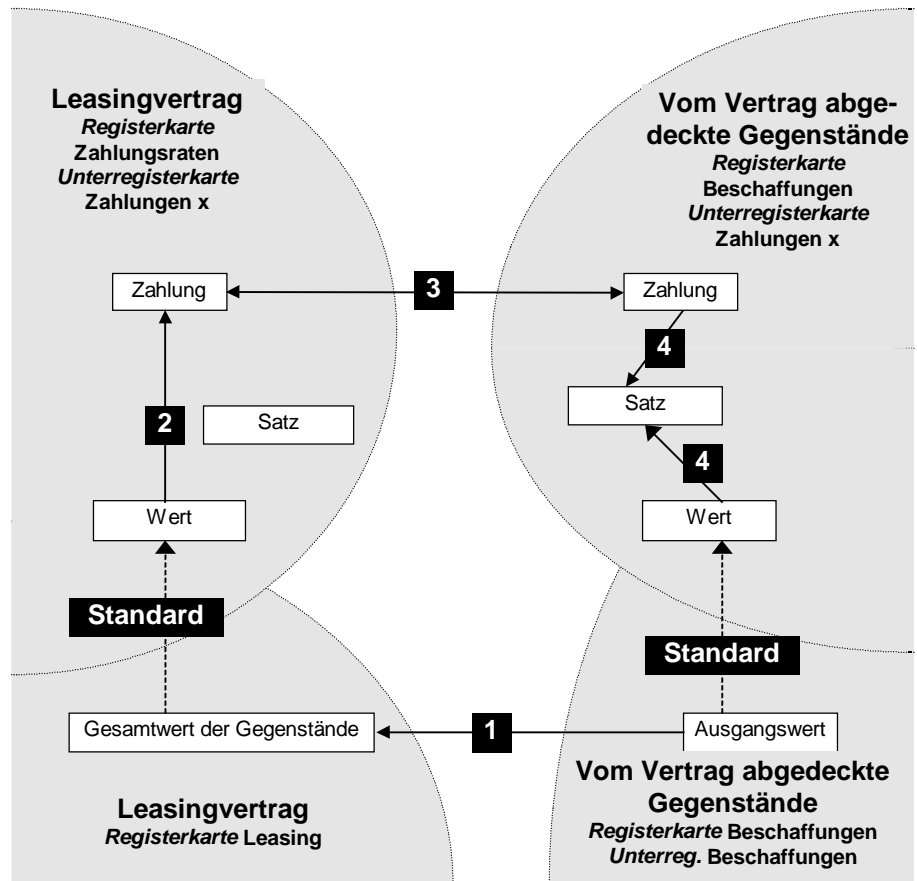 Leasingvertrag
Registerkarte
Zahlungsraten
Unterregisterkarte
Zahlungen x
Vom Vertrag abge-
deckte Gegenstände
Registerkarte
Beschaffungen
Unterregisterkarte
Zahlungen x
Zahlung
3
Zahlung
4
2
Satz
Satz
4
Wert
Wert
Standard
Standard
Gesamtwert der Gegenstände
1
Ausgangswert
Leasingvertrag
Registerkarte Leasing
Vom Vertrag abgedeckte
Gegenstände
Registerkarte Beschaffungen
Unterreg. Beschaffungen